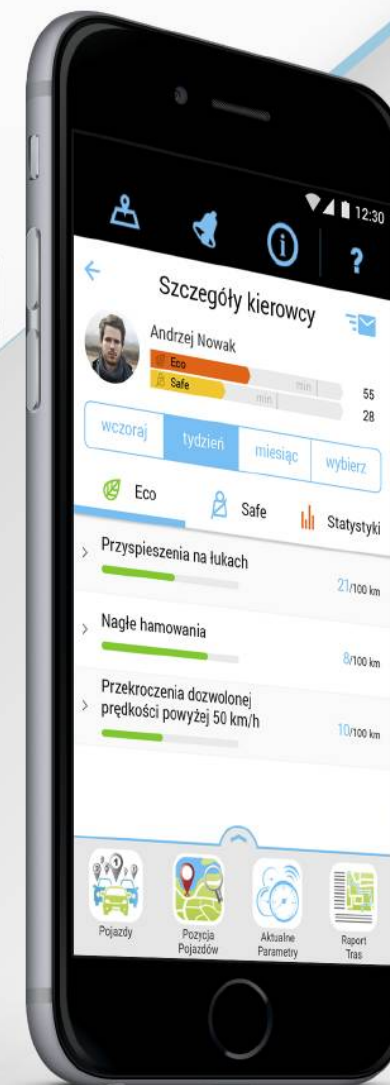 12:30
?
Szczegóły kierowcy
Andrzej Nowak
Eco min 55
Safe min 28
wczoraj tydzień miesiąc wybierz
Eco Safe Statystyki
Przyspieszenia na łukach
21/100 km
Nagłe hamowania
8/100 km
Przekroczenia dozwolonej
prędkości powyżej 50 km/h
10/100 km
Pojazdy
Pozycja
Pojazdów
Aktualne
Parametry
Raport
Tras